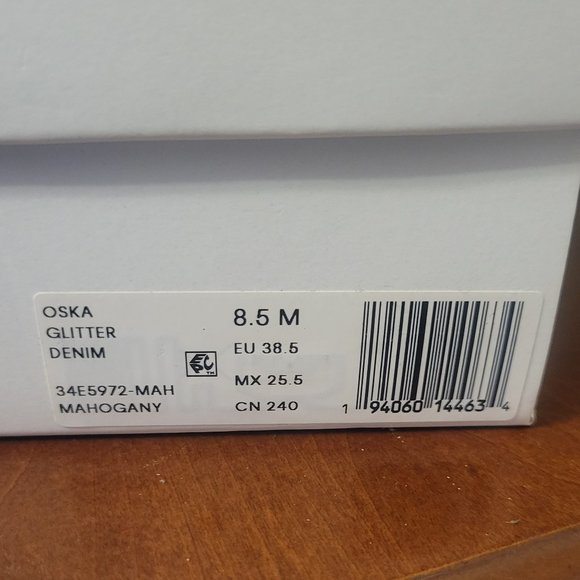 OSKA
GLITTER
DENIM
34E5972-MAH
MAHOGANY
8.5 M
EU 38.5
MX 25.5
CN 240
1 94060 14463 4